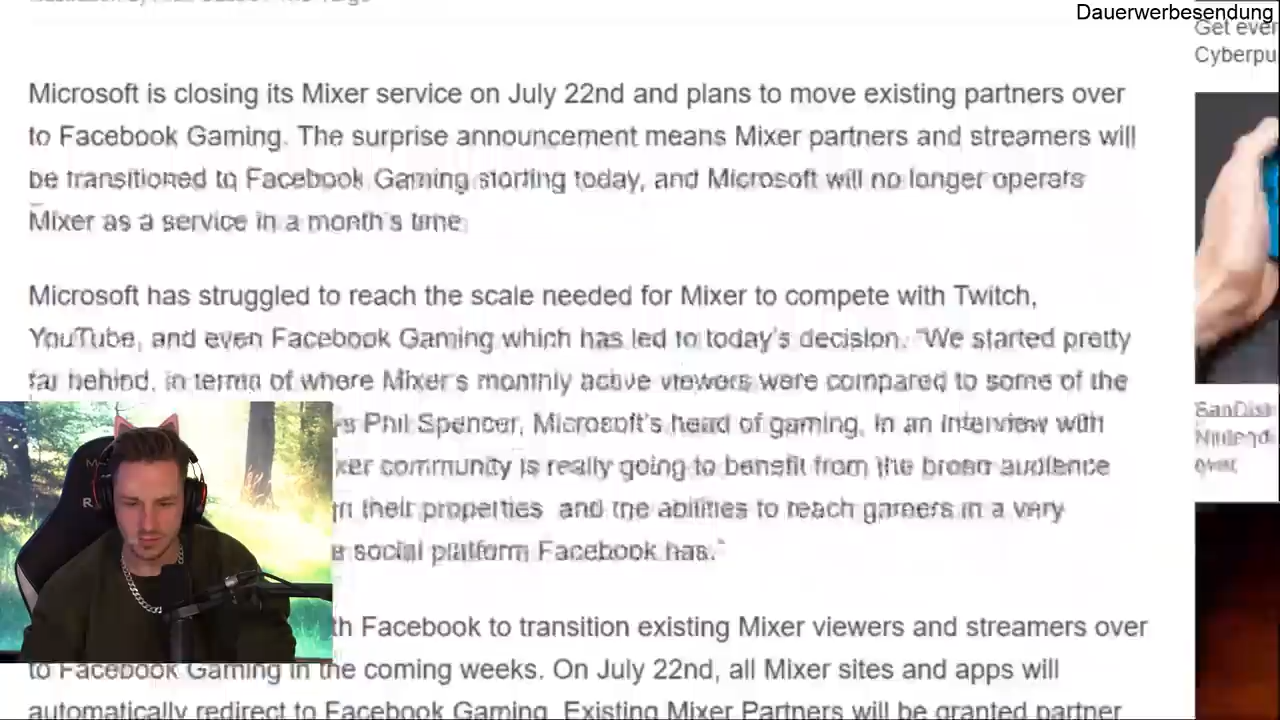 Dauerwerbesendung
Get ever
Cyberpu
Microsoft is closing its Mixer service on July 22nd and plans to move existing partners over
to Facebook Gaming. The surprise announcement means Mixer partners and streamers will
be transitioned to Facebook Gaming starting today, and Microsoft will no longer operate
Mixer as a service in a month's time
Microsoft has struggled to reach the scale needed for Mixer to compete with Twitch,
YouTube, and even Facebook Gaming which has led to today's decision. "We started pretty
far behind, in terms of where Mixer's monthly active viewers were compared to some of the
Phil Spencer, Microsoft's head of gaming, in an interview with
xer community is really going to benefit from the broad audience
their properties and the abilities to reach gamers in a very
social platform Facebook has."
SanDis
th Facebook to transition existing Mixer viewers and streamers over
to Facebook Gaming in the coming weeks. On July 22nd, all Mixer sites and apps will
automatically redirect to Facebook Gaming. Existing Mixer Partners will be granted partner